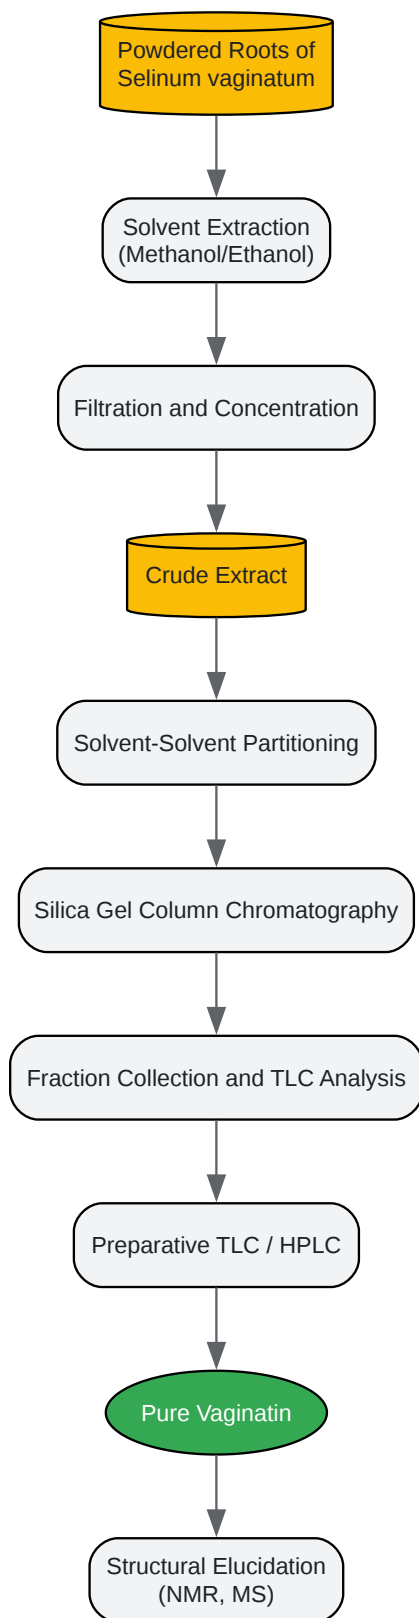 Powdered Roots of
Selinum vaginatum
Solvent Extraction
(Methanol/Ethanol)
Filtration and Concentration
Crude Extract
Solvent-Solvent Partitioning
Silica Gel Column Chromatography
Fraction Collection and TLC Analysis
Preparative TLC / HPLC
Pure Vaginatin
Structural Elucidation
(NMR, MS)